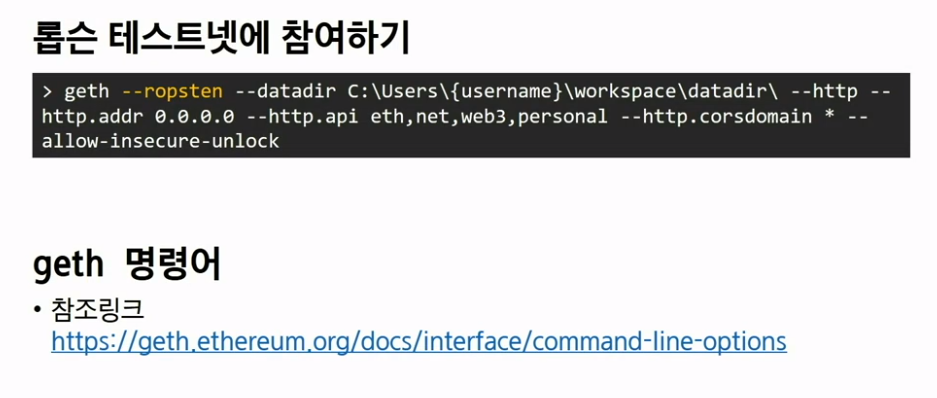 롭슨 테스트넷에 참여하기
> geth --ropsten --datadir C:\Users\{username}\workspace\datadir\ --http --
http.addr 0.0.0.0 --http.api eth,net,web3,personal --http.corsdomain * --
allow-insecure-unlock
geth 명령어
• 참조링크
https://geth.ethereum.org/docs/interface/command-line-options